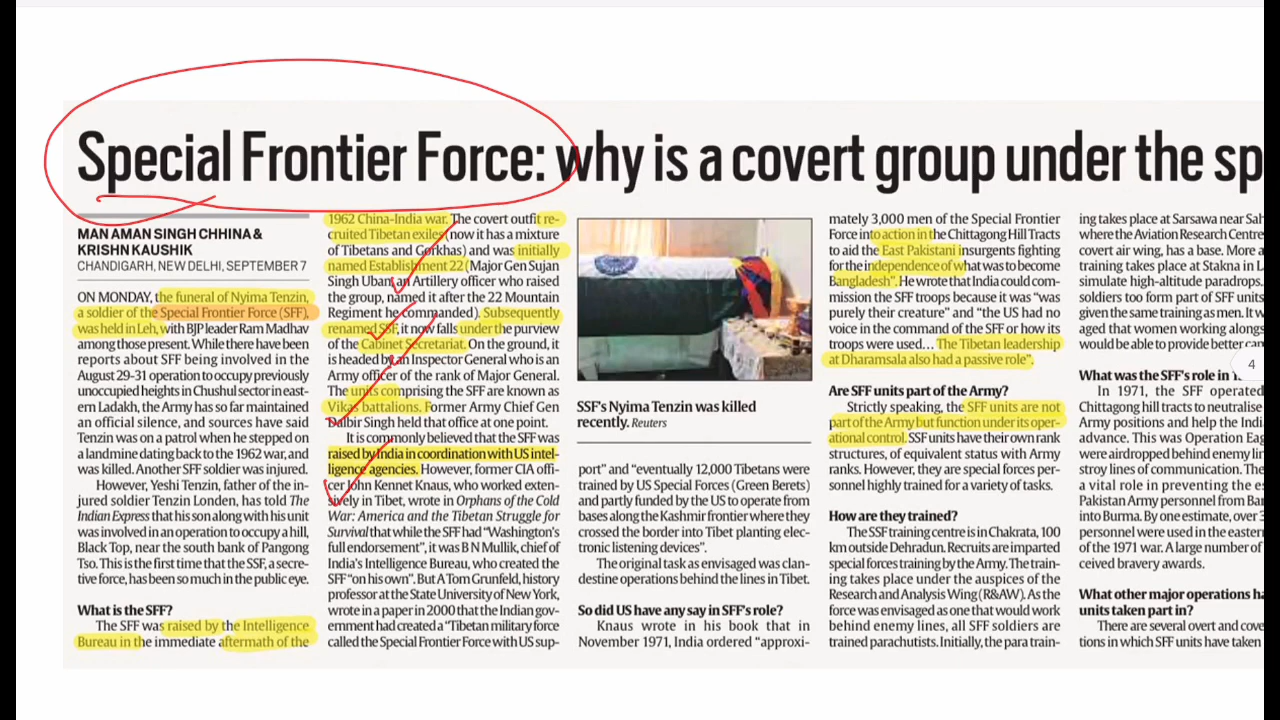 Special Frontier Force: why is a covert group under the sp
MAN AMAN SINGH CHHINA &
KRISHN KAUSHIK
CHANDIGARH, NEW DELHI, SEPTEMBER 7
ON MONDAY, the funeral of Nyima Tenzin,
a soldier of the Special Frontier Force (SFF),
was held in Leh, with BJP leader Ram Madhav
among those present. While there have been
reports about SFF being involved in the
August 29-31 operation to occupy previously
unoccupied heights in Chushul sector in east-
ern Ladakh, the Army has so far maintained
an official silence, and sources have said
Tenzin was on a patrol when he stepped on
a landmine dating back to the 1962 war, and
was killed. Another SFF soldier was injured.
However, Yeshi Tenzin, father of the in-
jured soldier Tenzin Londen, has told The
Indian Express that his son along with his unit
was involved in an operation to occupy a hill,
Black Top, near the south bank of Pangong
Tso. This is the first time that the SSF, a secre-
tive force, has been so much in the public eye.
What is the SFF?
The SFF was raised by the Intelligence
Bureau in the immediate aftermath of the
1962 China-India war. The covert outfit re-
cruited Tibetan exiles (now it has a mixture
of Tibetans and Gorkhas) and was initially
named Establishment 22 (Major Gen Sujan
Singh Uban, an Artillery officer who raised
the group, named it after the 22 Mountain
Regiment he commanded). Subsequently
renamed SSF, it now falls under the purview
of the Cabinet Secretariat. On the ground, it
is headed by an Inspector General who is an
Army officer of the rank of Major General.
The units comprising the SFF are known as
Vikas battalions. Former Army Chief Gen
Dalbir Singh held that office at one point.
It is commonly believed that the SFF was
raised by India in coordination with US intel-
ligence agencies. However, former CIA offi-
cer John Kennet Knaus, who worked exten-
sively in Tibet, wrote in Orphans of the Cold
War: America and the Tibetan Struggle for
Survival that while the SFF had “Washington’s
full endorsement”, it was B N Mullik, chief of
India’s Intelligence Bureau, who created the
SFF “on his own”. But A Tom Grunfeld, history
professor at the State University of New York,
wrote in a paper in 2000 that the Indian gov-
ernment had created a “Tibetan military force
called the Special Frontier Force with US sup-
SSF’s Nyima Tenzin was killed
recently. Reuters
port” and “eventually 12,000 Tibetans were
trained by US Special Forces (Green Berets)
and partly funded by the US to operate from
bases along the Kashmir frontier where they
crossed the border into Tibet planting elec-
tronic listening devices”.
The original task as envisaged was clan-
destine operations behind the lines in Tibet.
So did US have any say in SFF’s role?
Knaus wrote in his book that in
November 1971, India ordered “approxi-
mately 3,000 men of the Special Frontier
Force into action in the Chittagong Hill Tracts
to aid the East Pakistani insurgents fighting
for the independence of what was to become
Bangladesh”. He wrote that India could com-
mission the SFF troops because it was “was
purely their creature” and “the US had no
voice in the command of the SFF or how its
troops were used... The Tibetan leadership
at Dharamsala also had a passive role”.
Are SFF units part of the Army?
Strictly speaking, the SFF units are not
part of the Army but function under its oper-
ational control. SSF units have their own rank
structures, of equivalent status with Army
ranks. However, they are special forces per-
sonnel highly trained for a variety of tasks.
How are they trained?
The SSF training centre is in Chakrata, 100
km outside Dehradun. Recruits are imparted
special forces training by the Army. The train-
ing takes place under the auspices of the
Research and Analysis Wing (R&AW). As the
force was envisaged as one that would work
behind enemy lines, all SFF soldiers are
trained parachutists. Initially, the para train-
ing takes place at Sarsawa near Sah
where the Aviation Research Centre
covert air wing, has a base. More a
training takes place at Stakna in L
simulate high-altitude paradrops.
soldiers too form part of SFF units
given the same training as men. It w
aged that women working alongs
would be able to provide better
4
What was the SFF’s role in
In 1971, the SFF operated
Chittagong hill tracts to neutralise
Army positions and help the Indi
advance. This was Operation Eag
were airdropped behind enemy lin
stroy lines of communication. The
a vital role in preventing the es
Pakistan Army personnel from Ban
into Burma. By one estimate, over 3
personnel were used in the eastern
of the 1971 war. A large number of
ceived bravery awards.
What other major operations ha
units taken part in?
There are several overt and cove
tions in which SFF units have taken